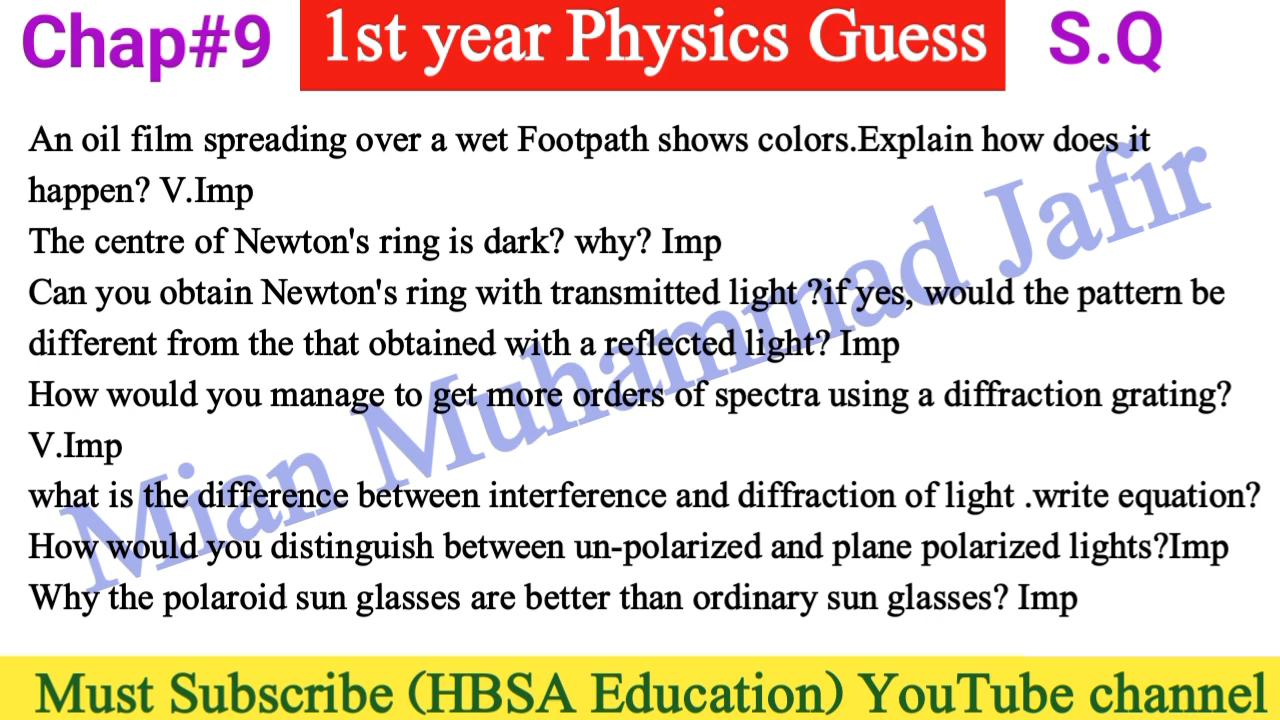 Chap#9 1st year Physics Guess S.Q
An oil film spreading over a wet Footpath shows colors.Explain how does it
happen? V.Imp
The centre of Newton's ring is dark? why? Imp
Can you obtain Newton's ring with transmitted light ?if yes, would the pattern be
different from the that obtained with a reflected light? Imp
How would you manage to get more orders of spectra using a diffraction grating?
V.Imp
what is the difference between interference and diffraction of light .write equation?
How would you distinguish between un-polarized and plane polarized lights?Imp
Why the polaroid sun glasses are better than ordinary sun glasses? Imp
Mian Muhammad Jafir
Must Subscribe (HBSA Education) YouTube channel